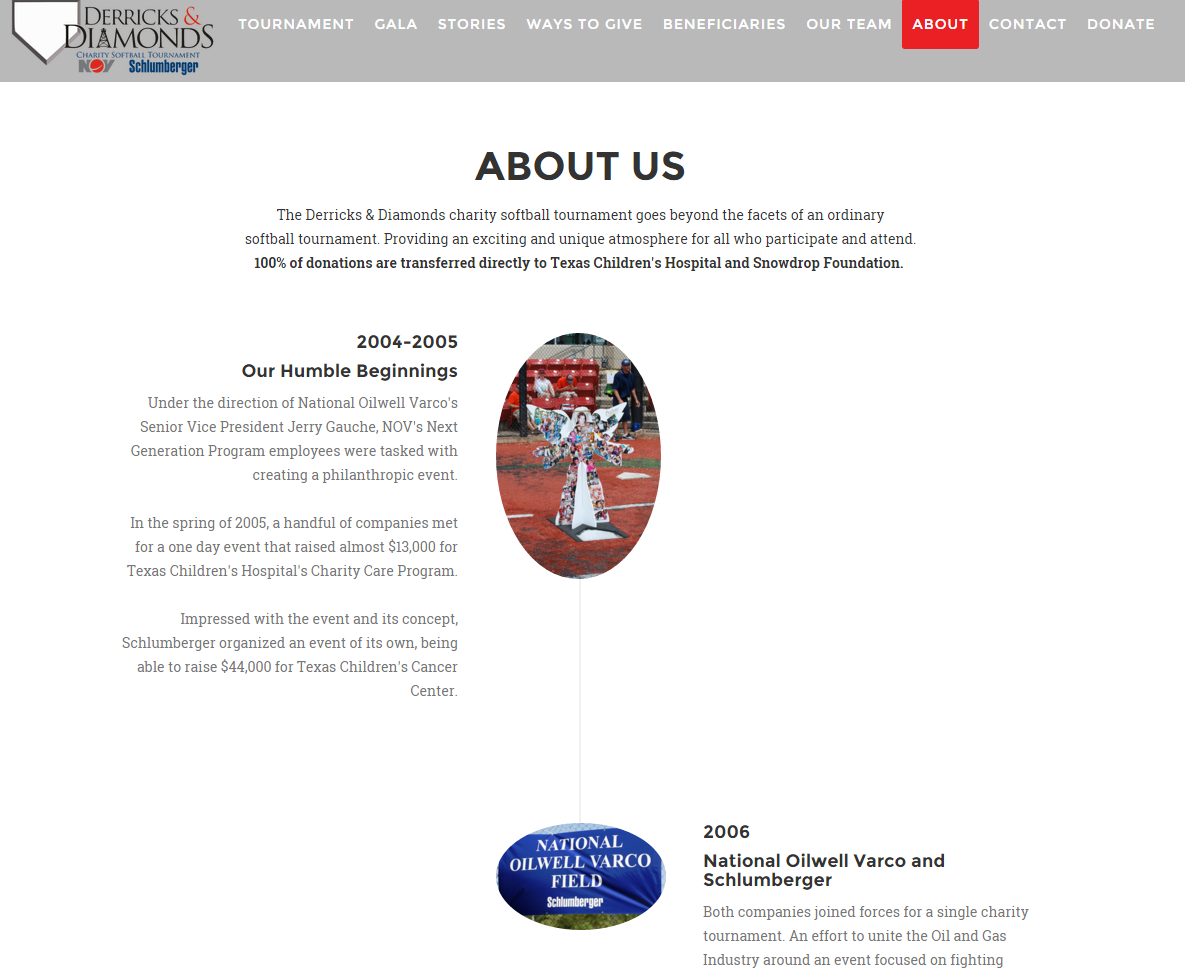 DERRICKS &
DIAMONDS
CHARITY SOFTBALL TOURNAMENT
NOV Schlumberger
TOURNAMENT GALA STORIES WAYS TO GIVE BENEFICIARIES OUR TEAM ABOUT CONTACT DONATE
ABOUT US
The Derricks & Diamonds charity softball tournament goes beyond the facets of an ordinary
softball tournament. Providing an exciting and unique atmosphere for all who participate and attend.
100% of donations are transferred directly to Texas Children's Hospital and Snowdrop Foundation.
2004-2005
Our Humble Beginnings
Under the direction of National Oilwell Varco's
Senior Vice President Jerry Gauche, NOV's Next
Generation Program employees were tasked with
creating a philanthropic event.
In the spring of 2005, a handful of companies met
for a one day event that raised almost $13,000 for
Texas Children's Hospital's Charity Care Program.
Impressed with the event and its concept,
Schlumberger organized an event of its own, being
able to raise $44,000 for Texas Children's Cancer
Center.
NATIONAL
OILWELL VARCO
FIELD
Schlumberger
2006
National Oilwell Varco and
Schlumberger
Both companies joined forces for a single charity
tournament. An effort to unite the Oil and Gas
Industry around an event focused on fighting